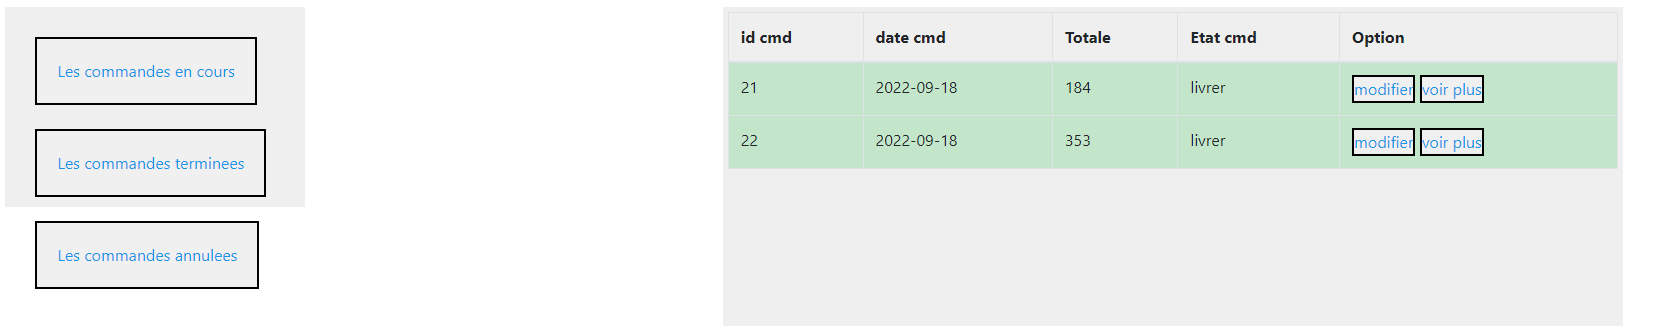 Les commandes en cours
Les commandes terminees
Les commandes annulees
id cmd date cmd Totale Etat cmd Option
21 2022-09-18 184 livrer modifier voir plus
22 2022-09-18 353 livrer modifier voir plus